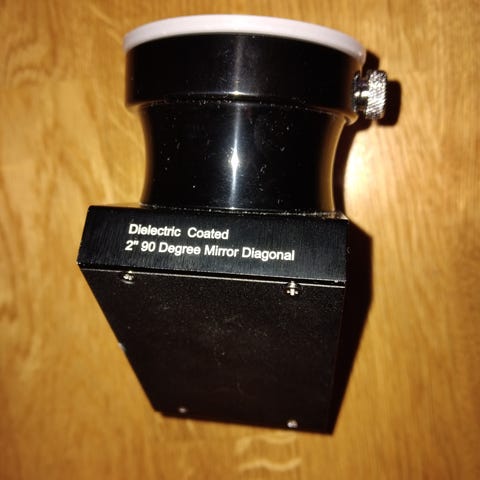 Dielectric Coated
2" 90 Degree Mirror Diagonal